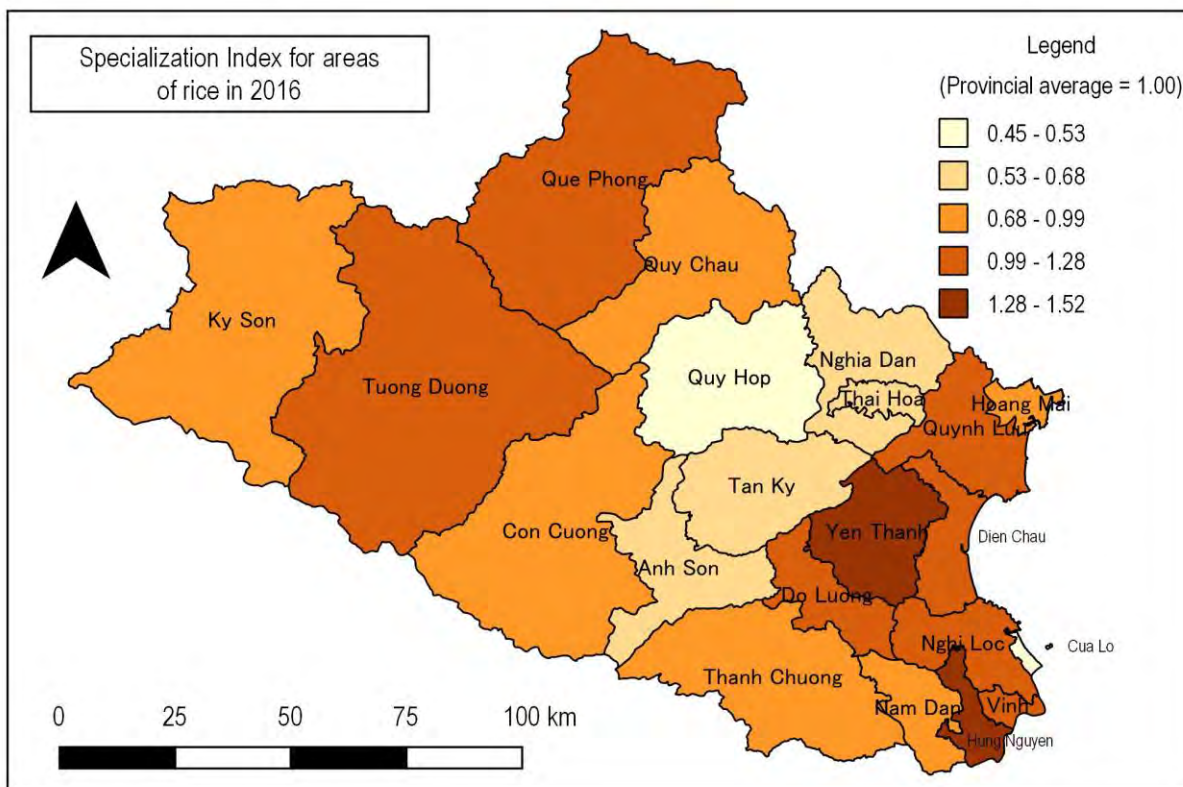 Specialization Index for areas
of rice in 2016
Legend
(Provincial average = 1.00)
0.45 - 0.53
0.53 - 0.68
0.68 - 0.99
0.99 - 1.28
1.28 - 1.52
Que Phong
Quy Chau
Ky Son
Tuong Duong
Quy Hop
Nghia Dan
Thai Hoa
Hoang Mai
Quynh Luu
Tan Ky
Con Cuong
Yen Thanh
Dien Chau
Anh Son
Do Luong
Nghi Loc
Cua Lo
Thanh Chuong
Nam Dan
Vinh
Hung Nguyen
0 25 50 75 100 km